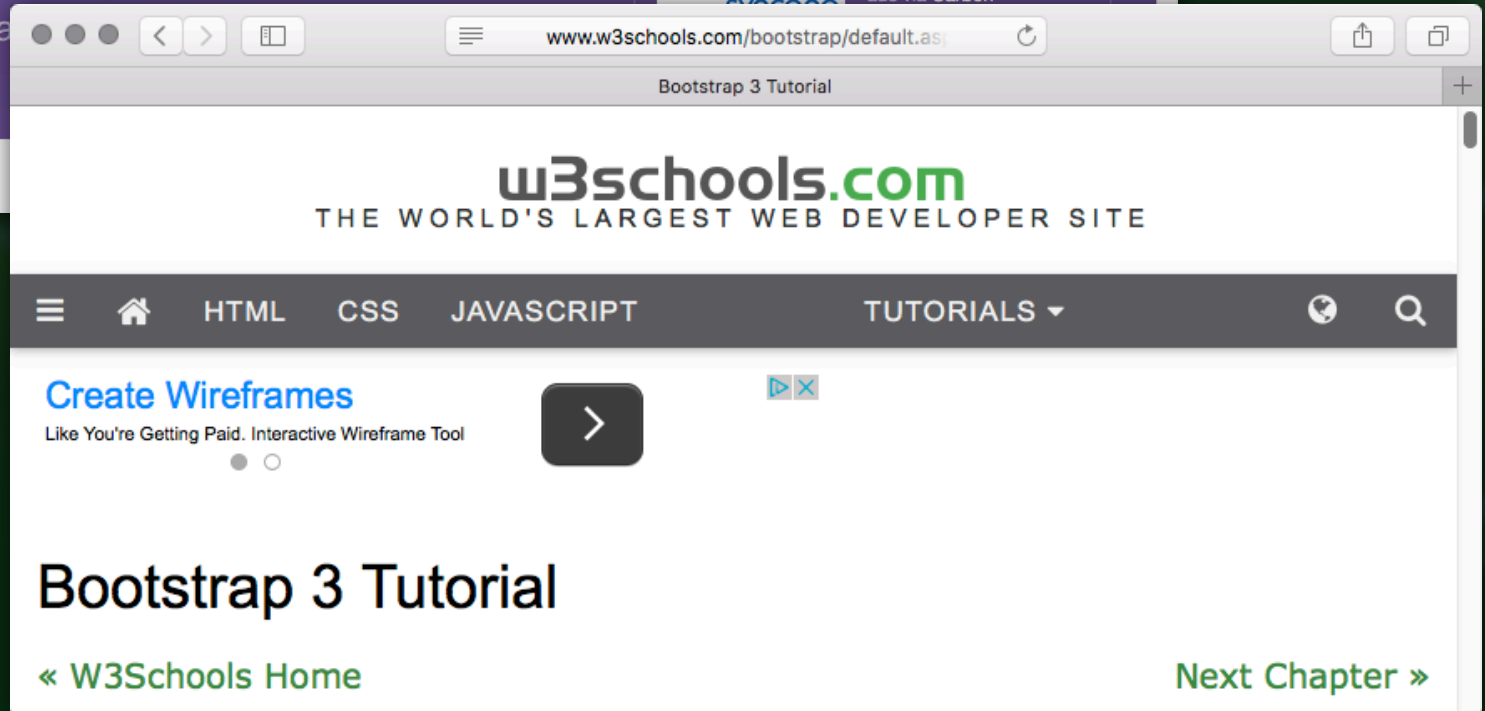 www.w3schools.com/bootstrap/default.as
Bootstrap 3 Tutorial
w3schools.com
THE WORLD'S LARGEST WEB DEVELOPER SITE
HTML CSS JAVASCRIPT TUTORIALS
Create Wireframes
Like You're Getting Paid. Interactive Wireframe Tool
Bootstrap 3 Tutorial
« W3Schools Home Next Chapter »